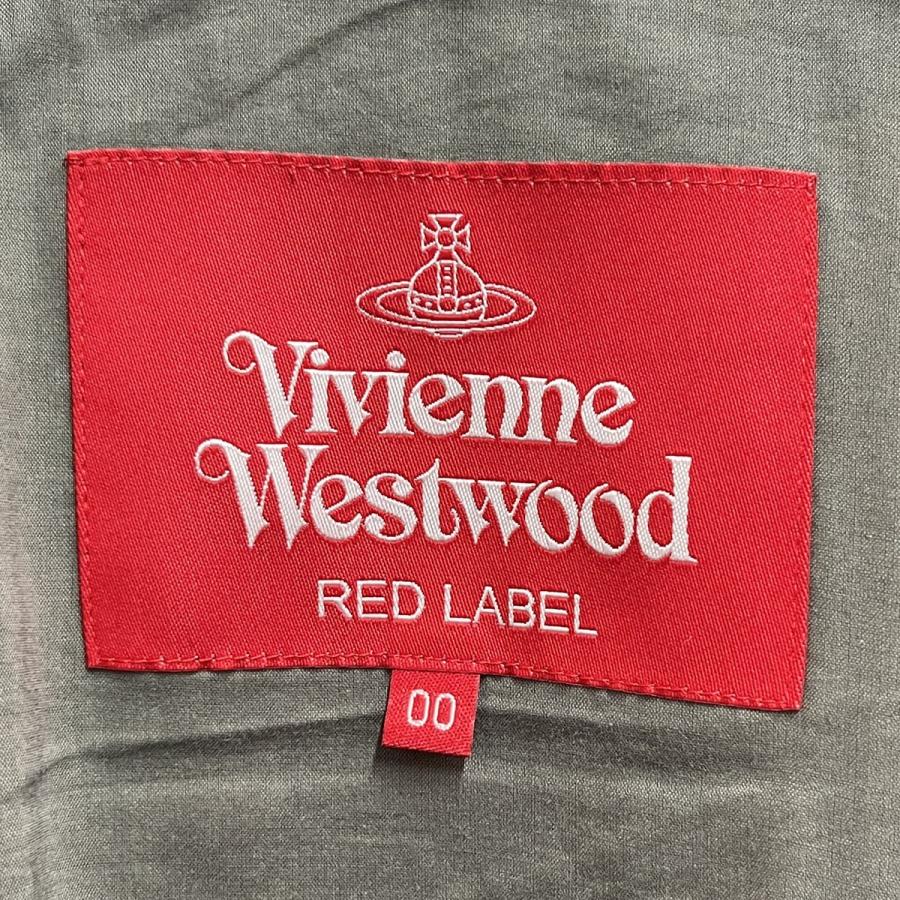 Vivienne
Westwood
RED LABEL
00